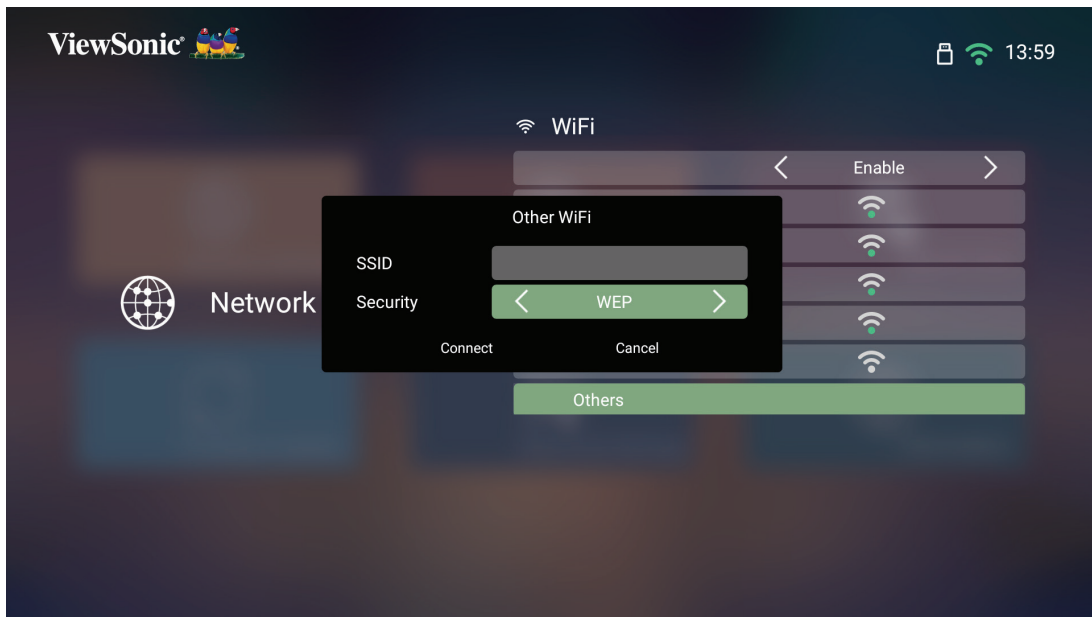 ViewSonic®
13:59
WiFi
Enable
Other WiFi
SSID
Network
Security
WEP
Connect
Cancel
Others